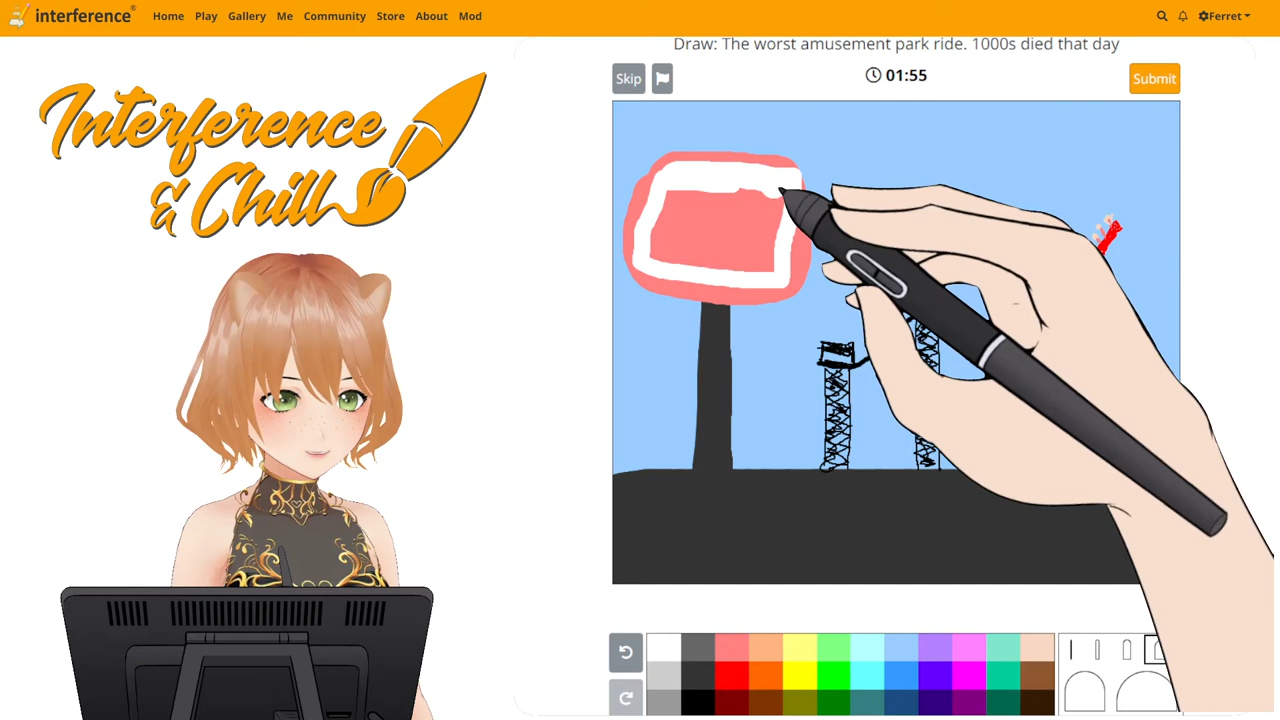 interference®
Home Play Gallery Me Community Store About Mod
Ferret
Draw: The worst amusement park ride. 1000s died that day
Skip
01:55
Submit
Interference
& Chill